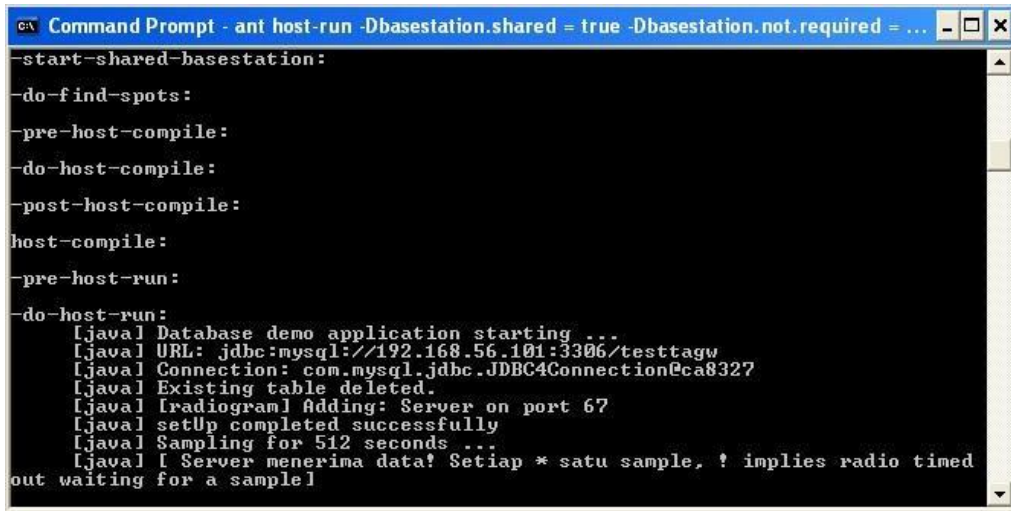 Command Prompt - ant host-run -Dbasestation.shared = true -Dbasestation.not.required = ...
-start-shared-basestation:
-do-find-spots:
-pre-host-compile:
-do-host-compile:
-post-host-compile:
host-compile:
-pre-host-run:
-do-host-run:
[java] Database demo application starting ...
[java] URL: jdbc:mysql://192.168.56.101:3306/testtagw
[java] Connection: com.mysql.jdbc.JDBC4Connection@ca8327
[java] Existing table deleted.
[java] [radiogram] Adding: Server on port 67
[java] setUp completed successfully
[java] Sampling for 512 seconds ...
[java] [ Server menerima data! Setiap * satu sample, ! implies radio timed
out waiting for a sample]